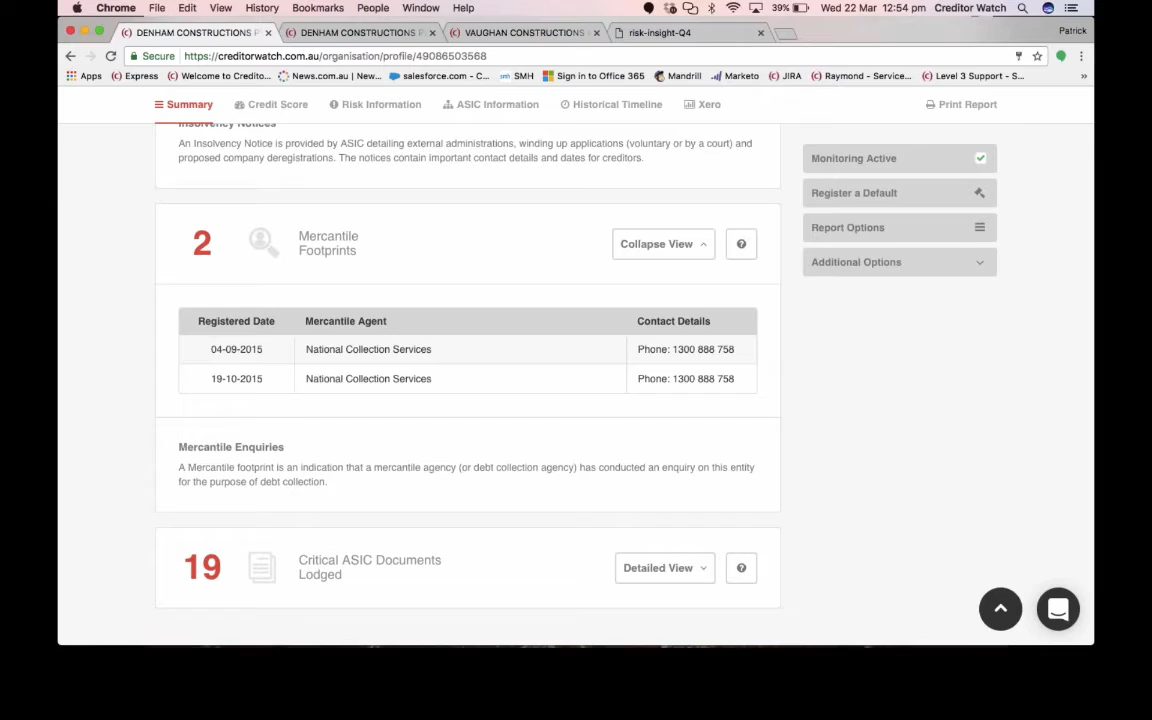 Chrome File Edit View History Bookmarks People Window Help 39% Wed 22 Mar 12:54 pm Creditor Watch
DENHAM CONSTRUCTIONS P DENHAM CONSTRUCTIONS P VAUGHAN CONSTRUCTIONS risk-insight-Q4 Patrick
Secure https://creditorwatch.com.au/organisation/profile/49086503568
Apps Express Welcome to Credito... News.com.au | New... salesforce.com - C... SMH Sign in to Office 365 Mandrill Marketo JIRA Raymond - Service... Level 3 Support - S... »
Summary Credit Score Risk Information ASIC Information Historical Timeline Xero Print Report
Insolvency Notices
An Insolvency Notice is provided by ASIC detailing external administrations, winding up applications (voluntary or by a court) and
proposed company deregistrations. The notices contain important contact details and dates for creditors.
Monitoring Active
Register a Default
Report Options
Additional Options
2 Mercantile
Footprints
Collapse View ?
Registered Date Mercantile Agent Contact Details
04-09-2015 National Collection Services Phone: 1300 888 758
19-10-2015 National Collection Services Phone: 1300 888 758
Mercantile Enquiries
A Mercantile footprint is an indication that a mercantile agency (or debt collection agency) has conducted an enquiry on this entity
for the purpose of debt collection.
19 Critical ASIC Documents
Lodged
Detailed View ?